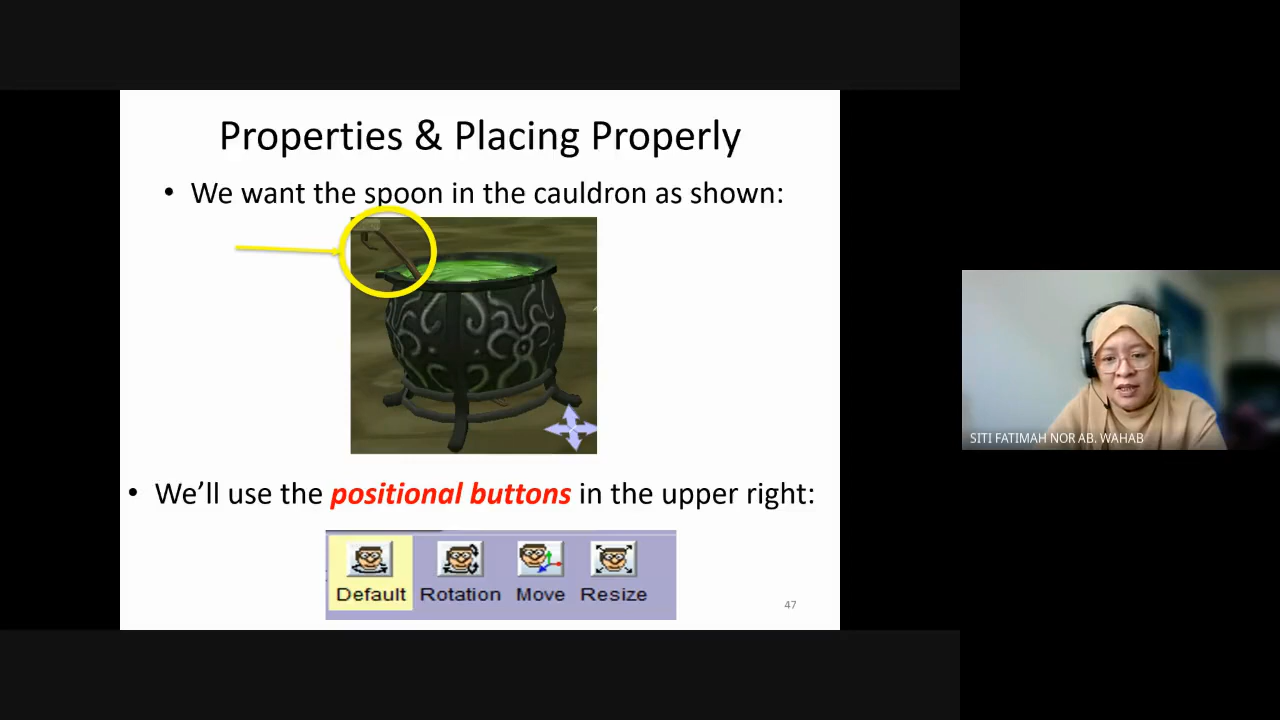 Properties & Placing Properly
• We want the spoon in the cauldron as shown:
• We’ll use the positional buttons in the upper right:
Default Rotation Move Resize
47
SITI FATIMAH NOR AB. WAHAB